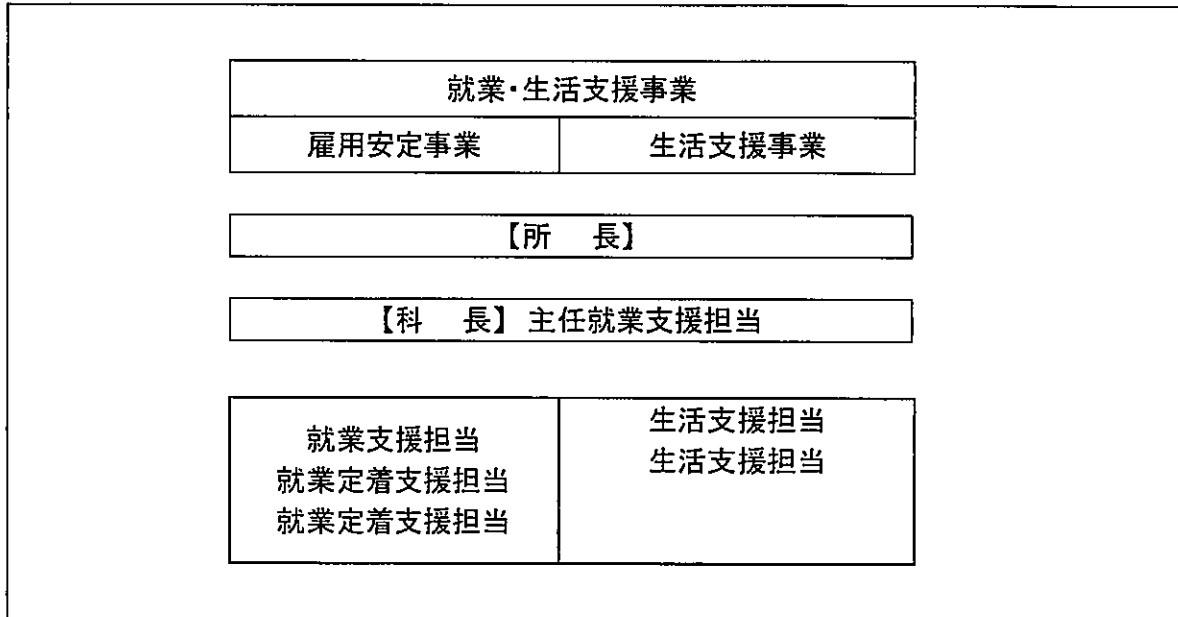 就業・生活支援事業
雇用安定事業
生活支援事業
【所　長】
【科　長】主任就業支援担当
就業支援担当
就業定着支援担当
就業定着支援担当
生活支援担当
生活支援担当